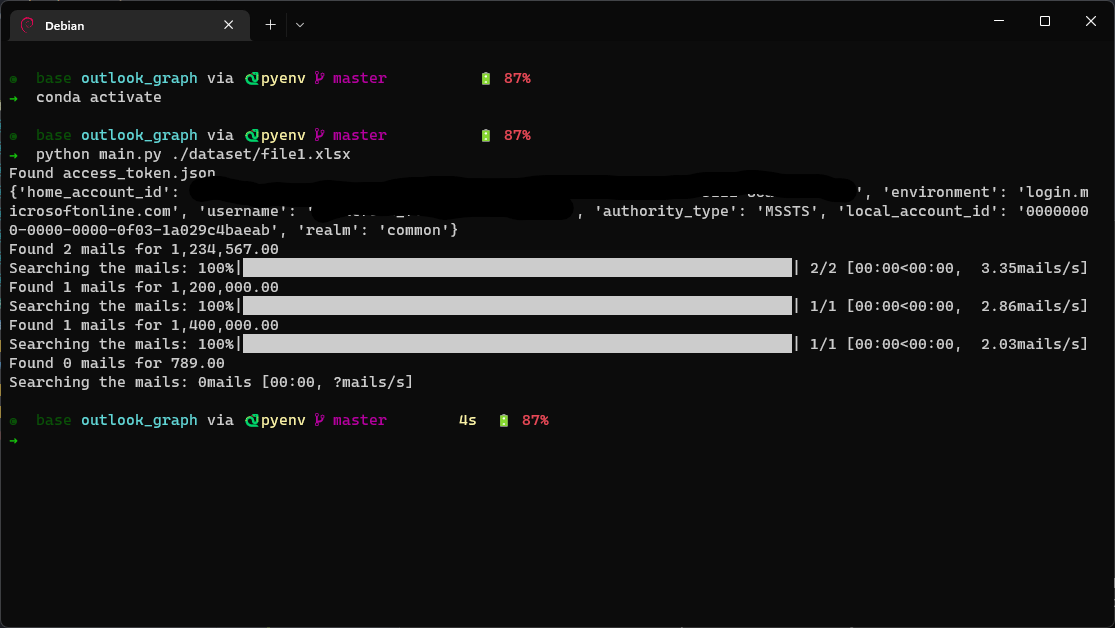 Debian
base outlook_graph via pyenv master 87%
conda activate
base outlook_graph via pyenv master 87%
python main.py ./dataset/file1.xlsx
Found access_token.json
{'home_account_id': ', 'environment': 'login.m
icrosoftonline.com', 'username': ' , 'authority_type': 'MSSTS', 'local_account_id': '0000000
0-0000-0000-0f03-1a029c4baeab', 'realm': 'common'}
Found 2 mails for 1,234,567.00
Searching the mails: 100%| | 2/2 [00:00<00:00, 3.35mails/s]
Found 1 mails for 1,200,000.00
Searching the mails: 100%| | 1/1 [00:00<00:00, 2.86mails/s]
Found 1 mails for 1,400,000.00
Searching the mails: 100%| | 1/1 [00:00<00:00, 2.03mails/s]
Found 0 mails for 789.00
Searching the mails: 0mails [00:00, ?mails/s]
base outlook_graph via pyenv master 4s 87%